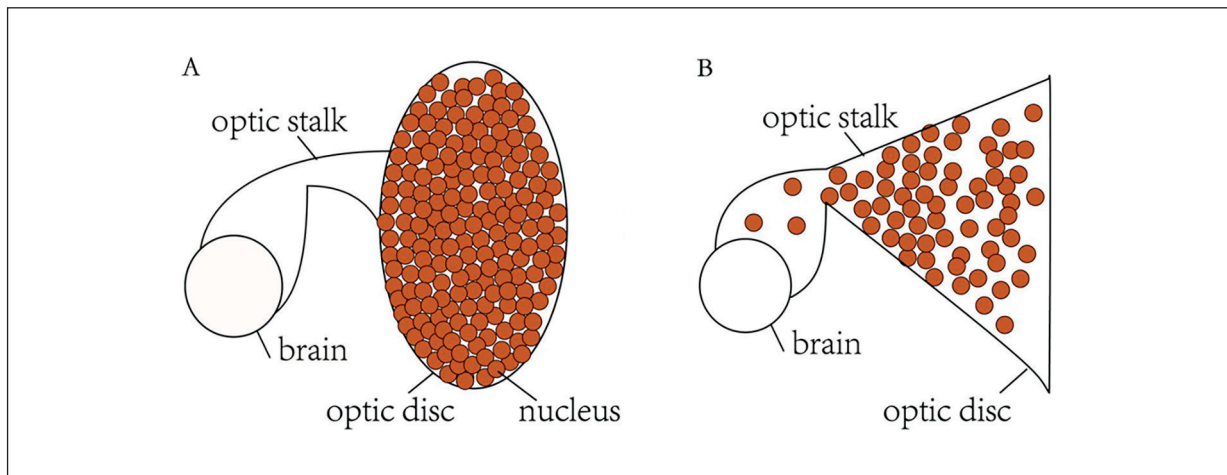 A
optic stalk
brain
optic disc
nucleus
B
optic stalk
brain
optic disc